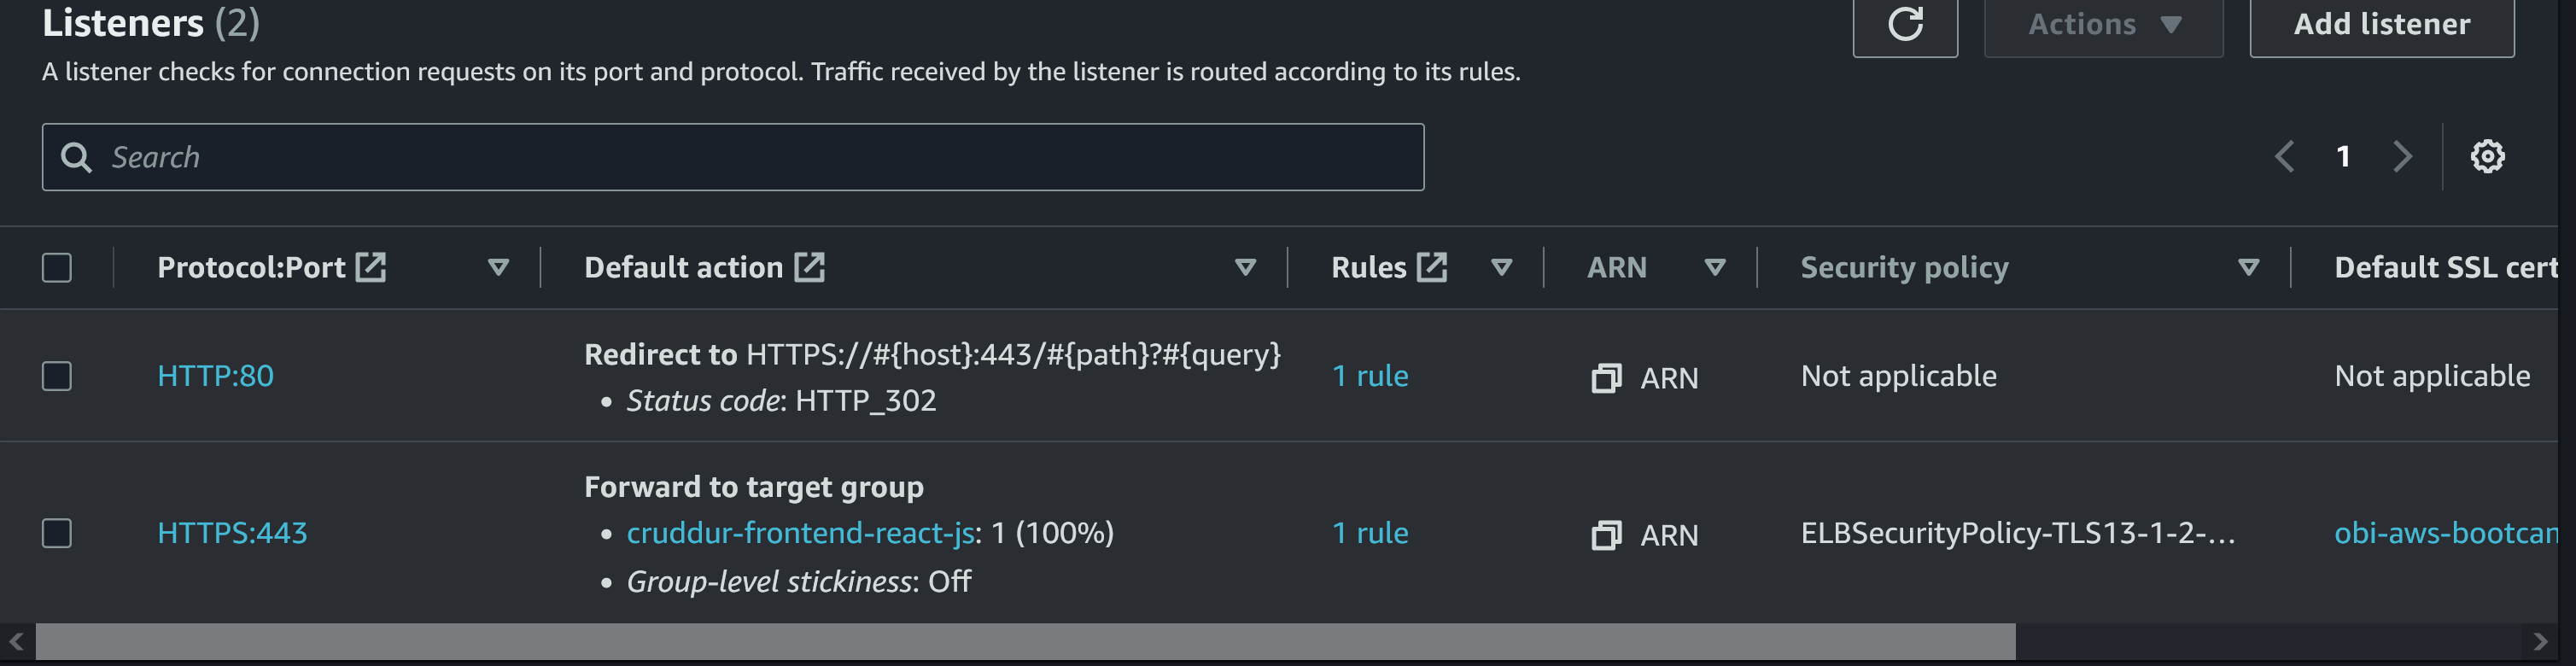 Listeners (2)
Actions
Add listener
A listener checks for connection requests on its port and protocol. Traffic received by the listener is routed according to its rules.
Search
1
Protocol:Port
Default action
Rules
ARN
Security policy
Default SSL cert
HTTP:80
Redirect to HTTPS://#{host}:443/#{path}?#{query}
• Status code: HTTP_302
1 rule
ARN
Not applicable
Not applicable
HTTPS:443
Forward to target group
• cruddur-frontend-react-js: 1 (100%)
• Group-level stickiness: Off
1 rule
ARN
ELBSecurityPolicy-TLS13-1-2-...
obi-aws-bootcan